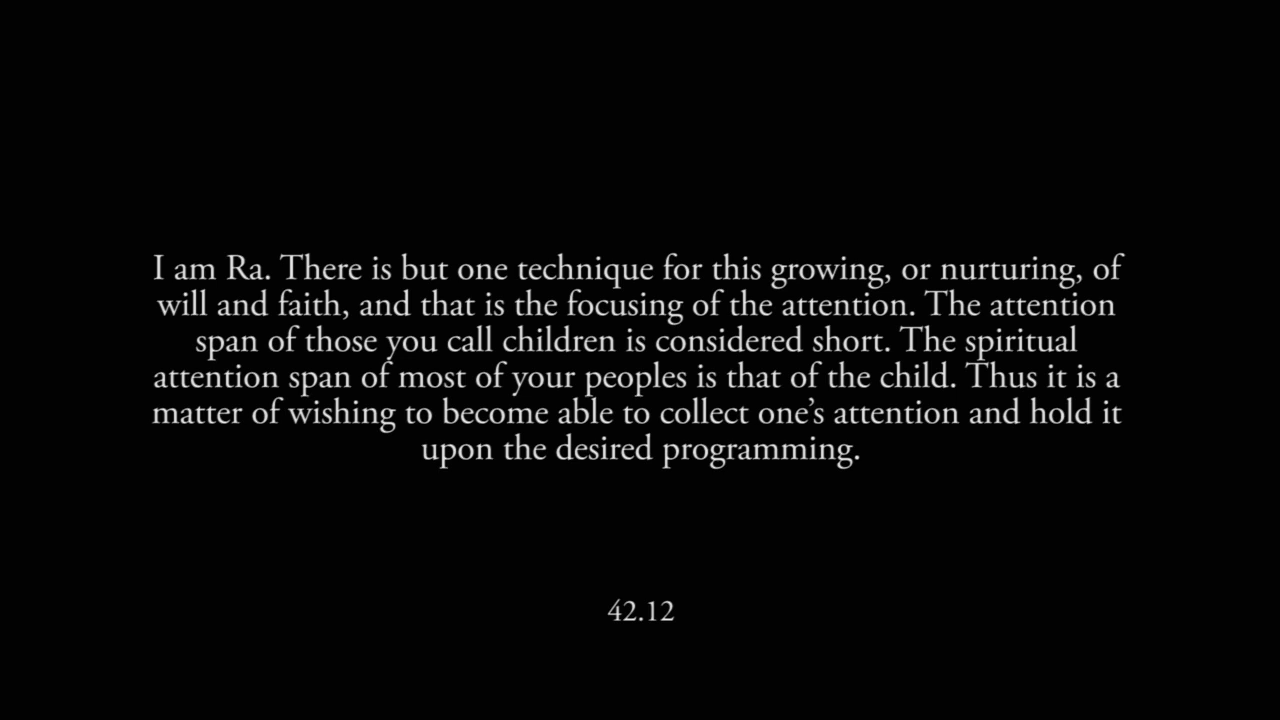 I am Ra. There is but one technique for this growing, or nurturing, of
will and faith, and that is the focusing of the attention. The attention
span of those you call children is considered short. The spiritual
attention span of most of your peoples is that of the child. Thus it is a
matter of wishing to become able to collect one’s attention and hold it
upon the desired programming.
42.12